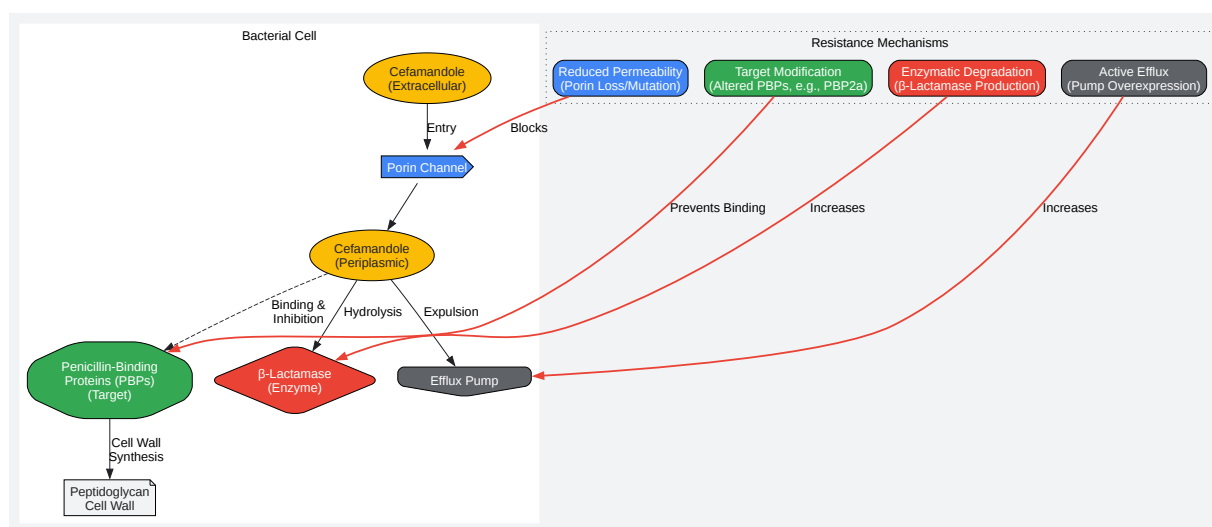 Bacterial Cell
Resistance Mechanisms
Cefamandole
(Extracellular)
Reduced Permeability
(Porin Loss/Mutation)
Target Modification
(Altered PBPs, e.g., PBP2a)
Enzymatic Degradation
(β-Lactamase Production)
Active Efflux
(Pump Overexpression)
Entry
Blocks
Porin Channel
Prevents Binding
Increases
Increases
Cefamandole
(Periplasmic)
Binding &
Inhibition
Hydrolysis
Expulsion
Penicillin-Binding
Proteins (PBPs)
(Target)
β-Lactamase
(Enzyme)
Efflux Pump
Cell Wall
Synthesis
Peptidoglycan
Cell Wall